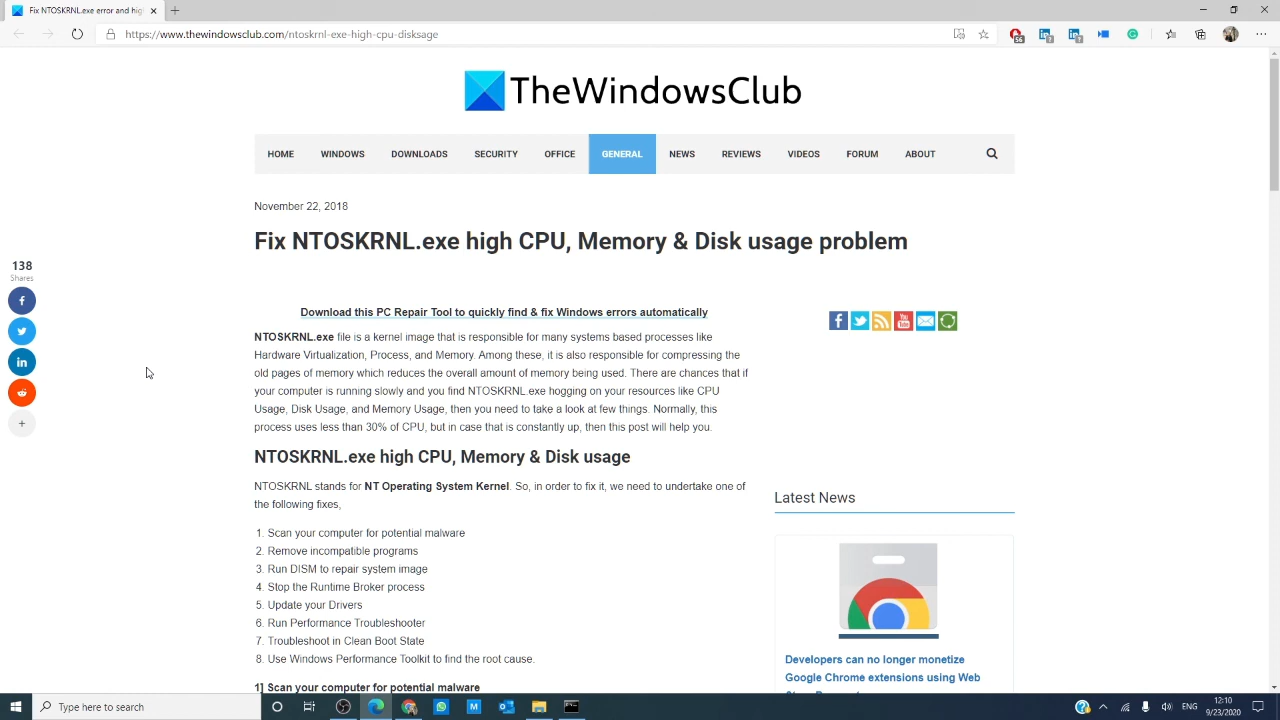 Fix NTOSKRNL.exe error and high
https://www.thewindowsclub.com/ntoskrnl-exe-high-cpu-disksage
TheWindowsClub
HOME WINDOWS DOWNLOADS SECURITY OFFICE GENERAL NEWS REVIEWS VIDEOS FORUM ABOUT
November 22, 2018
Fix NTOSKRNL.exe high CPU, Memory & Disk usage problem
138
Shares
Download this PC Repair Tool to quickly find & fix Windows errors automatically
NTOSKRNL.exe file is a kernel image that is responsible for many systems based processes like
Hardware Virtualization, Process, and Memory. Among these, it is also responsible for compressing the
old pages of memory which reduces the overall amount of memory being used. There are chances that if
your computer is running slowly and you find NTOSKRNL.exe hogging on your resources like CPU
Usage, Disk Usage, and Memory Usage, then you need to take a look at few things. Normally, this
process uses less than 30% of CPU, but in case that is constantly up, then this post will help you.
NTOSKRNL.exe high CPU, Memory & Disk usage
NTOSKRNL stands for NT Operating System Kernel. So, in order to fix it, we need to undertake one of
the following fixes,
1. Scan your computer for potential malware
2. Remove incompatible programs
3. Run DISM to repair system image
4. Stop the Runtime Broker process
5. Update your Drivers
6. Run Performance Troubleshooter
7. Troubleshoot in Clean Boot State
8. Use Windows Performance Toolkit to find the root cause.
1] Scan your computer for potential malware
Latest News
Developers can no longer monetize
Google Chrome extensions using Web
Type here to search
ENG
12:10
9/23/2020